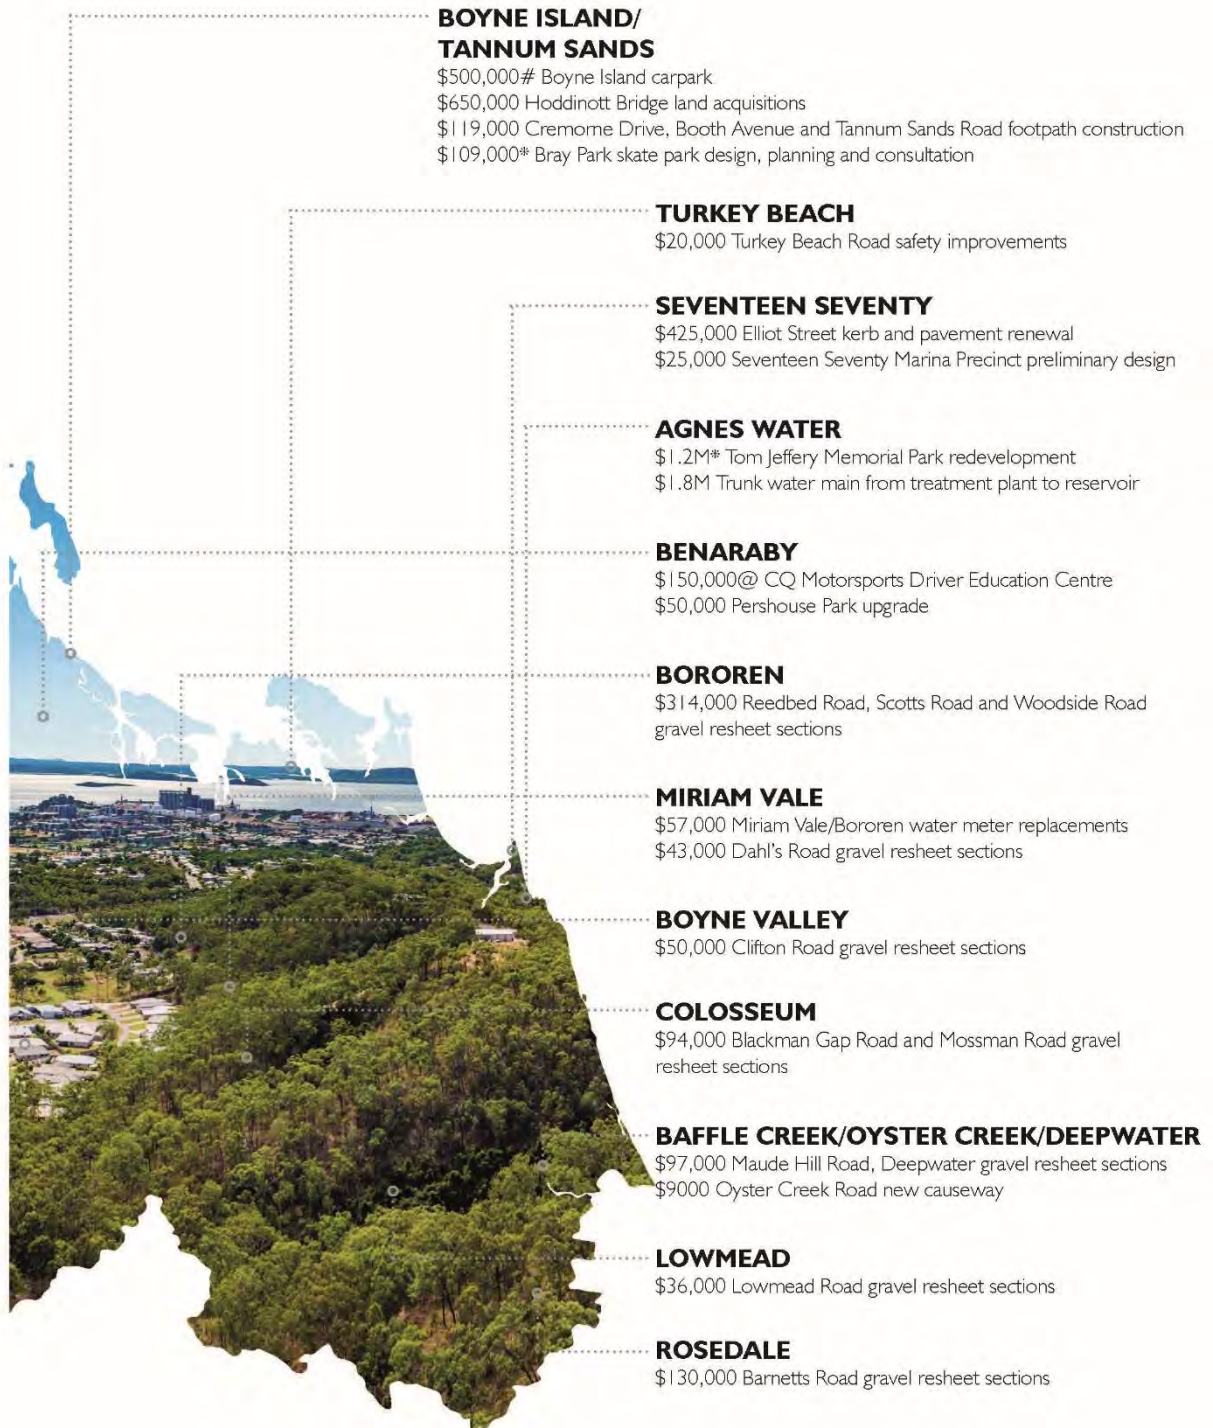 BOYNE ISLAND/
TANNUM SANDS
$500,000# Boyne Island carpark
$650,000 Hoddinott Bridge land acquisitions
$119,000 Cremorne Drive, Booth Avenue and Tannum Sands Road footpath construction
$109,000* Bray Park skate park design, planning and consultation
TURKEY BEACH
$20,000 Turkey Beach Road safety improvements
SEVENTEEN SEVENTY
$425,000 Elliot Street kerb and pavement renewal
$25,000 Seventeen Seventy Marina Precinct preliminary design
AGNES WATER
$1.2M* Tom Jeffery Memorial Park redevelopment
$1.8M Trunk water main from treatment plant to reservoir
BENARABY
$150,000@ CQ Motorsports Driver Education Centre
$50,000 Pershouse Park upgrade
BOROREN
$314,000 Reedbed Road, Scotts Road and Woodside Road
gravel resheet sections
MIRIAM VALE
$57,000 Miriam Vale/Bororen water meter replacements
$43,000 Dahl's Road gravel resheet sections
BOYNE VALLEY
$50,000 Clifton Road gravel resheet sections
COLOSSEUM
$94,000 Blackman Gap Road and Mossman Road gravel
resheet sections
BAFFLE CREEK/OYSTER CREEK/DEEPWATER
$97,000 Maude Hill Road, Deepwater gravel resheet sections
$9000 Oyster Creek Road new causeway
LOWMEAD
$36,000 Lowmead Road gravel resheet sections
ROSEDALE
$130,000 Barnetts Road gravel resheet sections